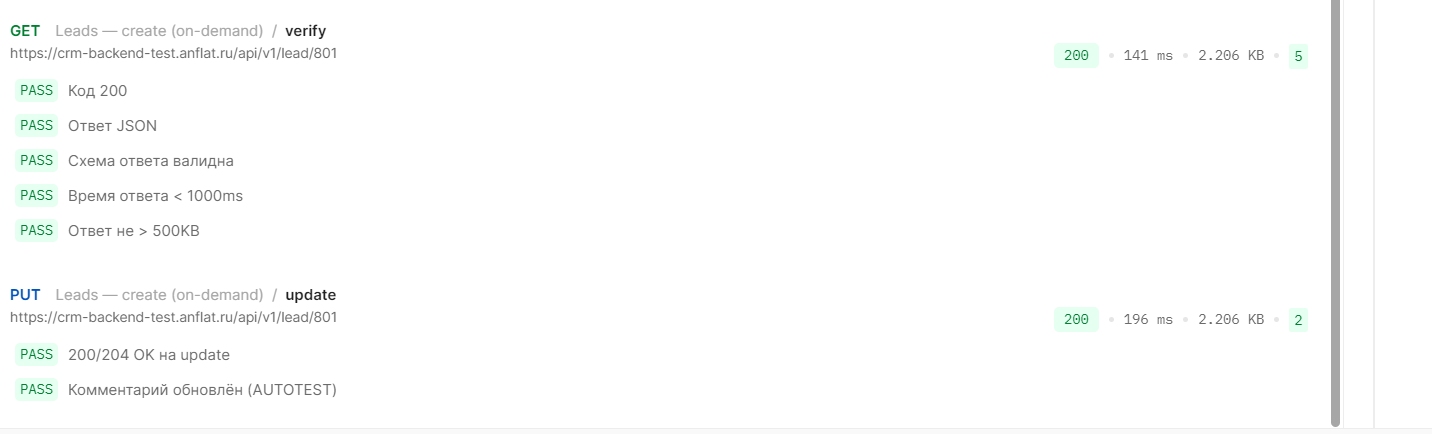 GET Leads — create (on-demand) / verify
https://crm-backend-test.anflat.ru/api/v1/lead/801
200 • 141 ms • 2.206 KB • 5
PASS Код 200
PASS Ответ JSON
PASS Схема ответа валидна
PASS Время ответа < 1000ms
PASS Ответ не > 500KB
PUT Leads — create (on-demand) / update
https://crm-backend-test.anflat.ru/api/v1/lead/801
200 • 196 ms • 2.206 KB • 2
PASS 200/204 OK на update
PASS Комментарий обновлён (AUTOTEST)